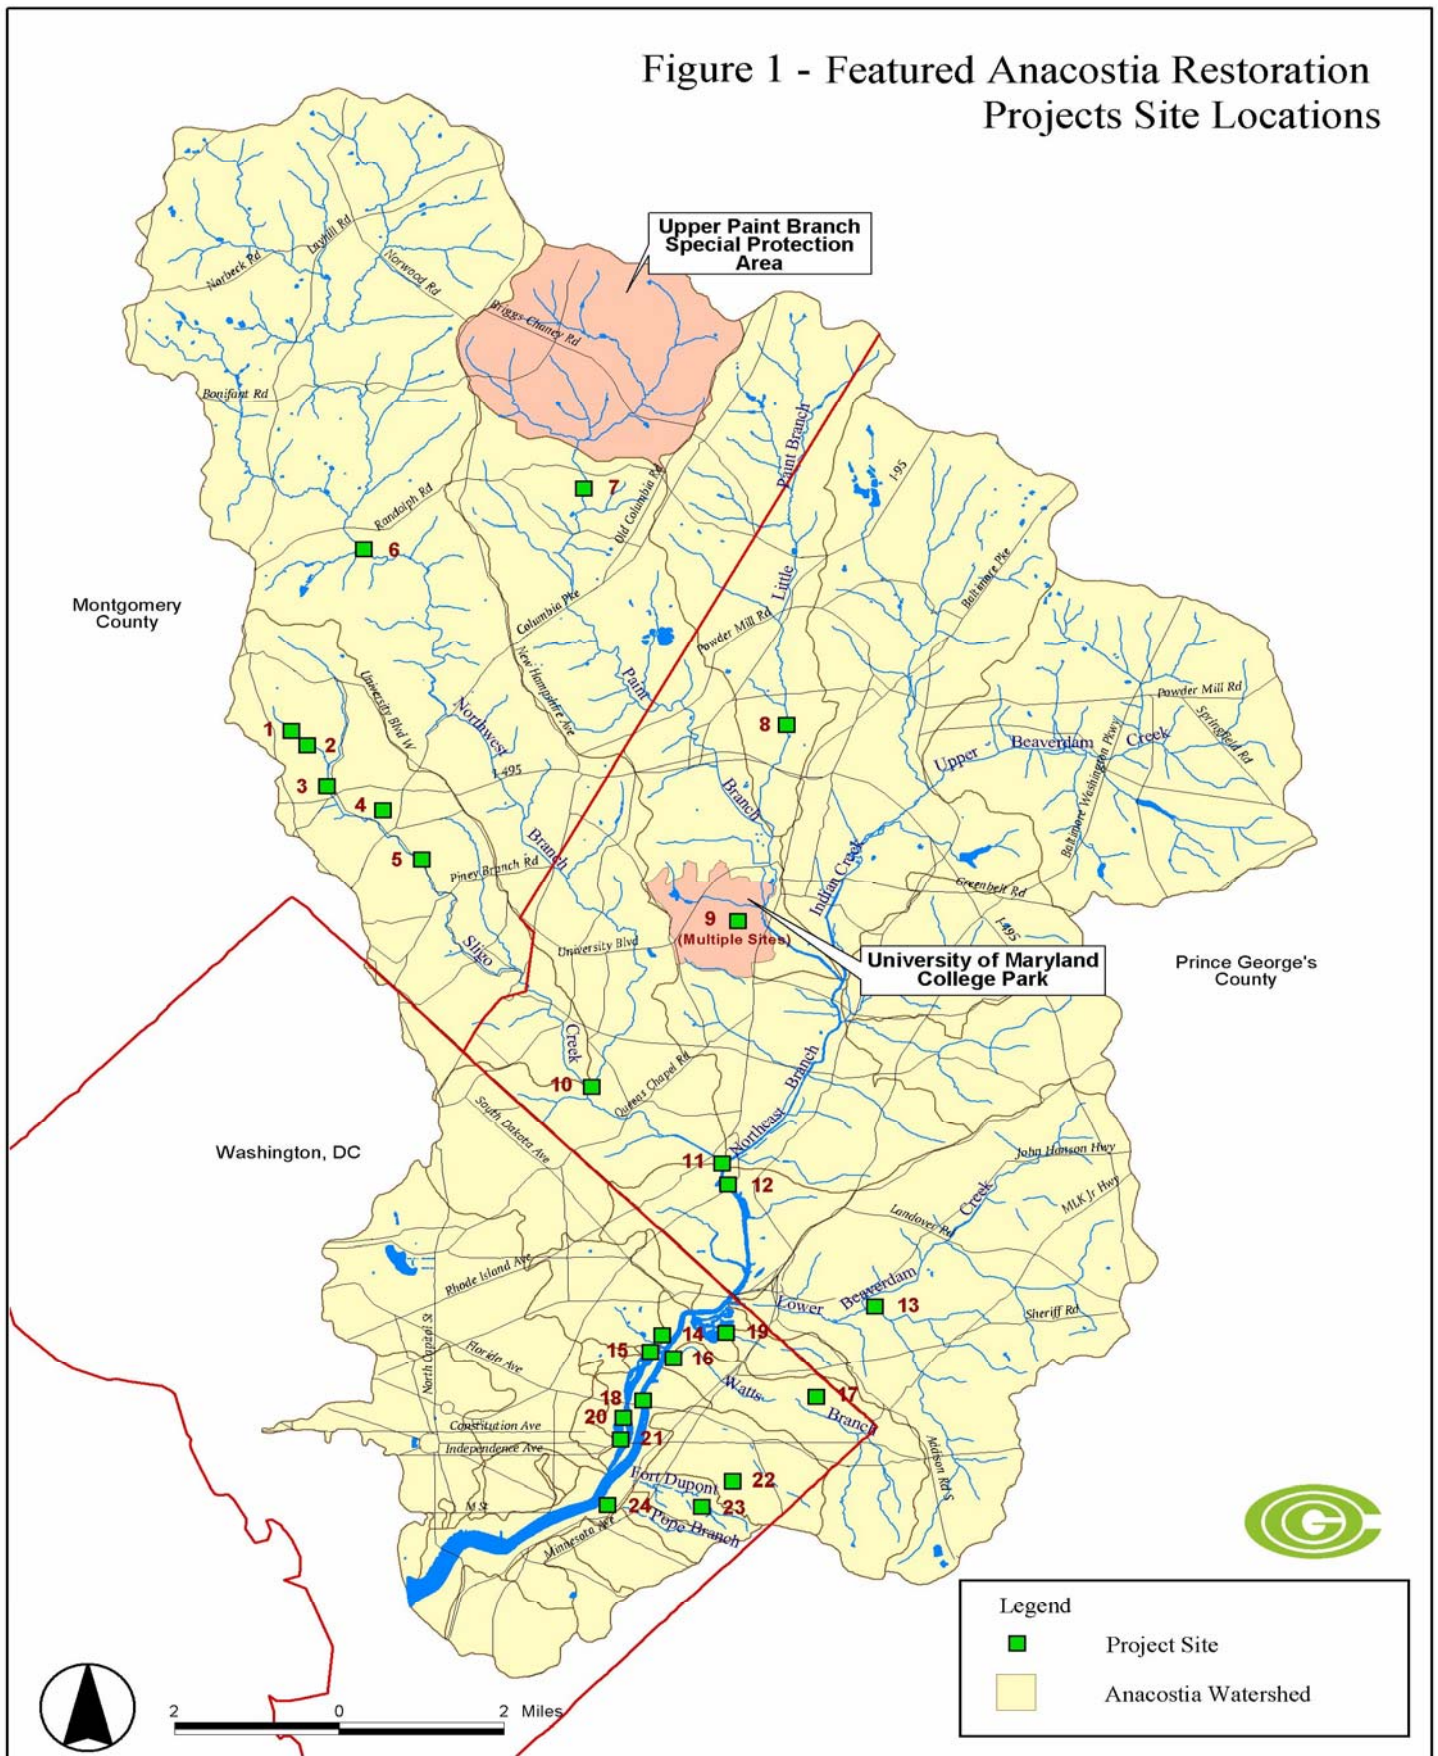 Figure 1 - Featured Anacostia Restoration
Projects Site Locations
Upper Paint Branch
Special Protection
Area
Layhill Rd
Norbeck Rd
Norwood Rd
Briggs Chaney Rd
Bonifant Rd
Paint Branch
Little
I-95
7
Old Columbia Rd
Randolph Rd
6
Baltimore Pke
Montgomery
County
Columbia Pke
Powder Mill Rd
New Hampshire Ave
University Blvd W
Paint
Branch
Northwest
Branch
Powder Mill Rd
Springfield Rd
1
2
8
Upper
Beaverdam
Creek
Baltimore Washington Pkwy
I-495
3
4
5
Piney Branch Rd
Indian Creek
Greenbelt Rd
9
(Multiple Sites)
I-495
Sligo
Creek
University Blvd
University of Maryland
College Park
Prince George's
County
10
Queens Chapel Rd
Northeast
Branch
South Dakota Ave
Washington, DC
11
12
John Hanson Hwy
MLK Jr Hwy
Landover Rd
Creek
Rhode Island Ave
Lower
Beaverdam
13
Sheriff Rd
North Capitol St
Florida Ave
14
19
15
16
Watts
Branch
17
18
20
Constitution Ave
21
Independence Ave
Addison Rd S
Fort Dupont
22
M St
24
23
Pope Branch
Minnesota Ave
CGC
Legend
Project Site
Anacostia Watershed
2 0 2 Miles